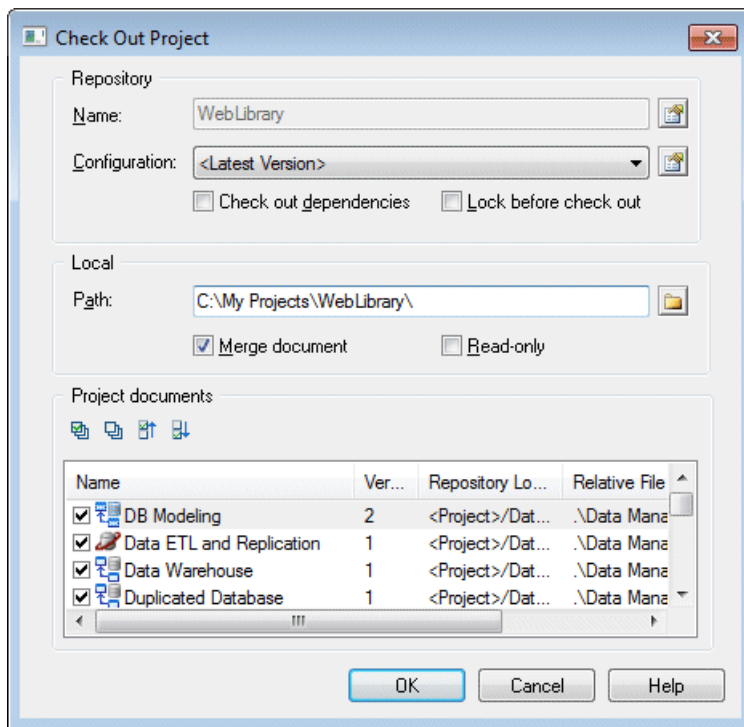 Check Out Project
Repository
Name: WebLibrary
Configuration: <Latest Version>
Check out dependencies Lock before check out
Local
Path: C:\My Projects\WebLibrary\
Merge document Read-only
Project documents
Name Ver... Repository Lo... Relative File
DB Modeling 2 <Project>/Dat... .\Data Mana
Data ETL and Replication 1 <Project>/Dat... .\Data Mana
Data Warehouse 1 <Project>/Dat... .\Data Mana
Duplicated Database 1 <Project>/Dat... .\Data Mana
OK Cancel Help